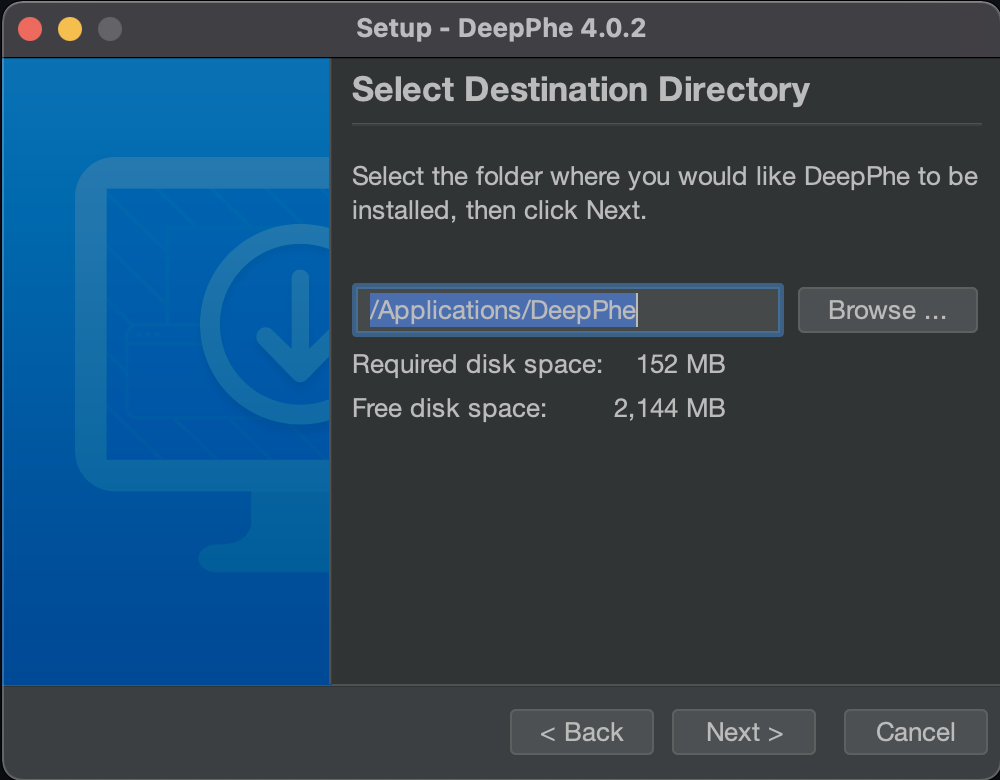 Setup - DeepPhe 4.0.2
Select Destination Directory
Select the folder where you would like DeepPhe to be
installed, then click Next.
/Applications/DeepPhe
Browse ...
Required disk space: 152 MB
Free disk space: 2,144 MB
< Back
Next >
Cancel